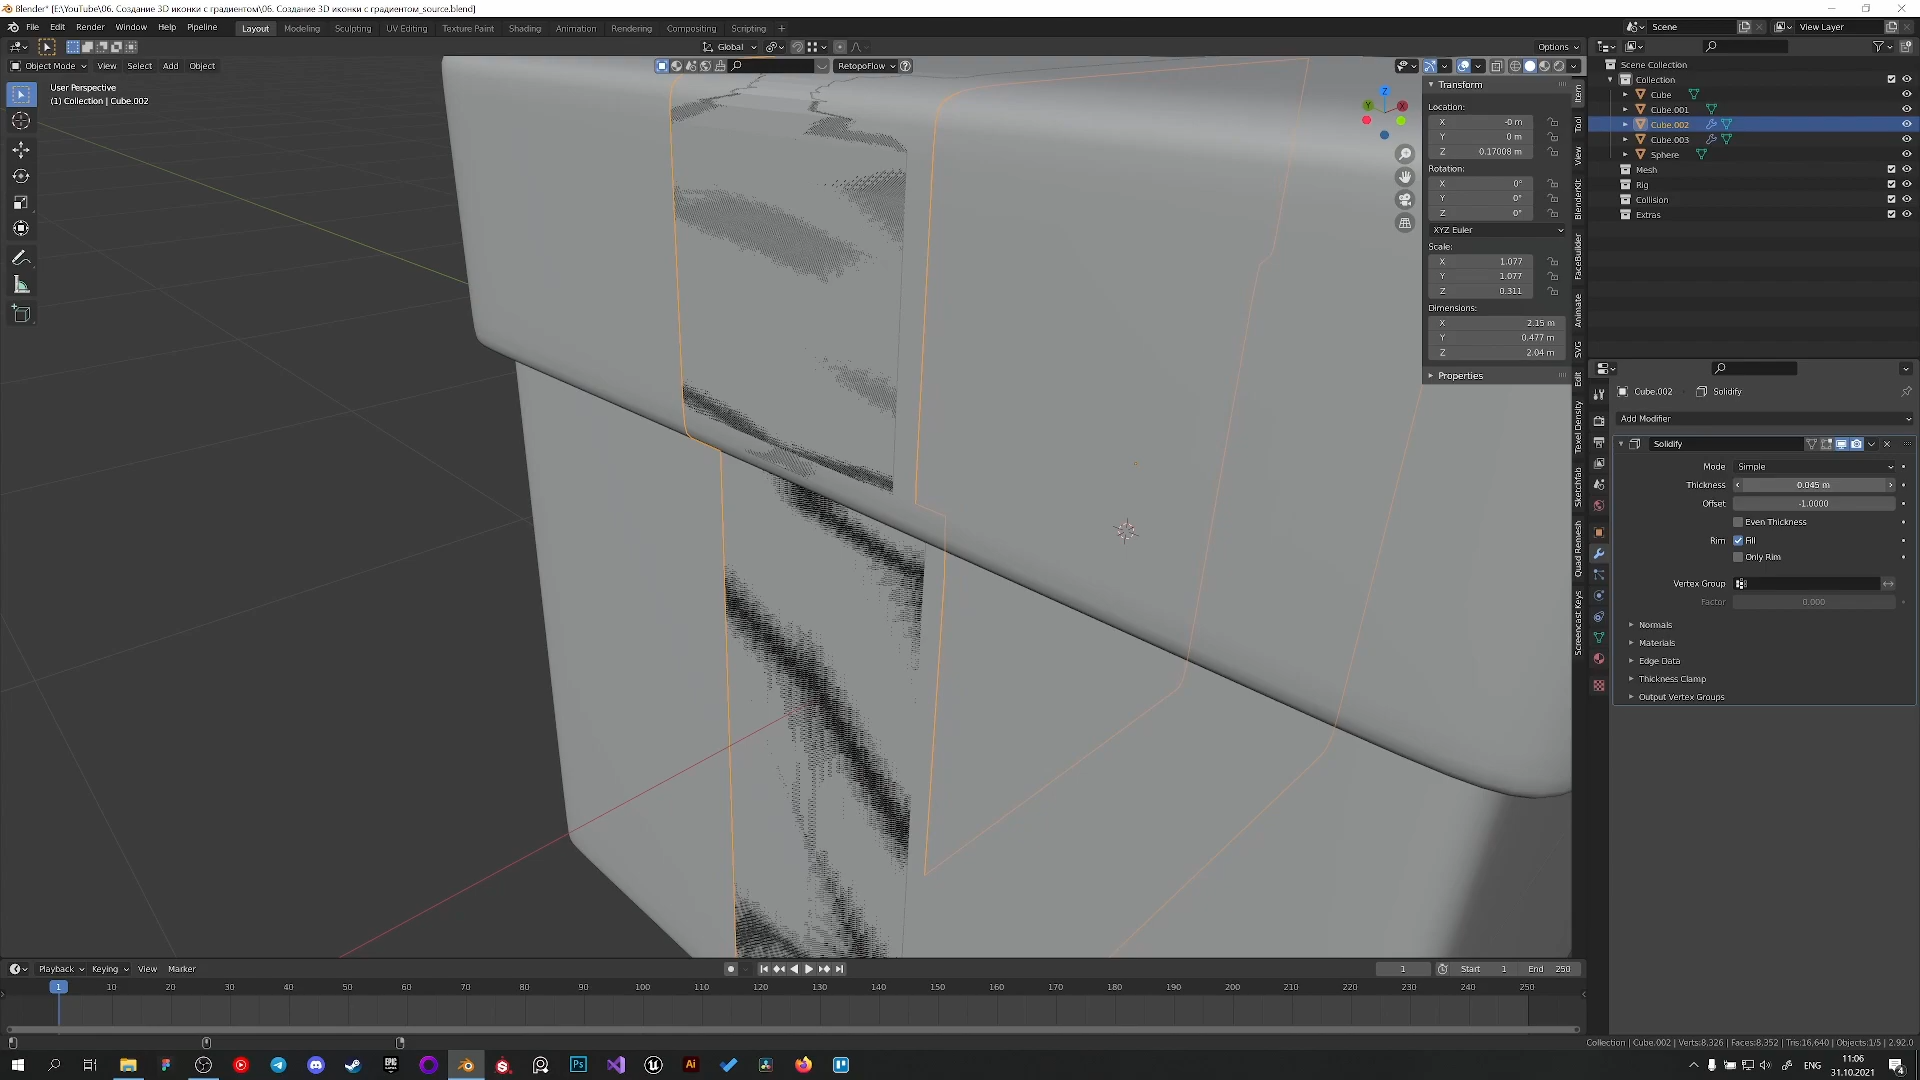 Blender* [E:\YouTube\06. Создание 3D иконки с градиентом\06. Создание 3D иконки с градиентом_source.blend]
File Edit Render Window Help Pipeline Layout Modeling Sculpting UV Editing Texture Paint Shading Animation Rendering Compositing Scripting + Scene View Layer
Global Options
Object Mode View Select Add Object RetopoFlow
User Perspective
(1) Collection | Cube.002
Transform
Location:
X -0 m
Y 0 m
Z 0.17008 m
Rotation:
X 0°
Y 0°
Z 0°
XYZ Euler
Scale:
X 1.077
Y 1.077
Z 0.311
Dimensions:
X 2.15 m
Y 0.477 m
Z 2.04 m
Properties
Item
Tool
View
BlenderKit
FaceBuilder
Animate
SVG
Edit
Texel Density
Sketchfab
Quad Remesh
Screencast Keys
Scene Collection
Collection
Cube
Cube.001
Cube.002
Cube.003
Sphere
Mesh
Rig
Collision
Extras
Cube.002 Solidify
Add Modifier
Solidify
Mode Simple
Thickness 0.045 m
Offset -1.0000
Even Thickness
Rim Fill
Only Rim
Vertex Group
Factor 0.000
Normals
Materials
Edge Data
Thickness Clamp
Output Vertex Groups
Playback Keying View Marker 1 Start 1 End 250
1 10 20 30 40 50 60 70 80 90 100 110 120 130 140 150 160 170 180 190 200 210 220 230 240 250
Collection | Cube.002 | Verts:8,326 | Faces:8,352 | Tris:16,640 | Objects:1/5 | 2.92.0
EPIC GAMES Ps Ai ENG 11:06
31.10.2021 4